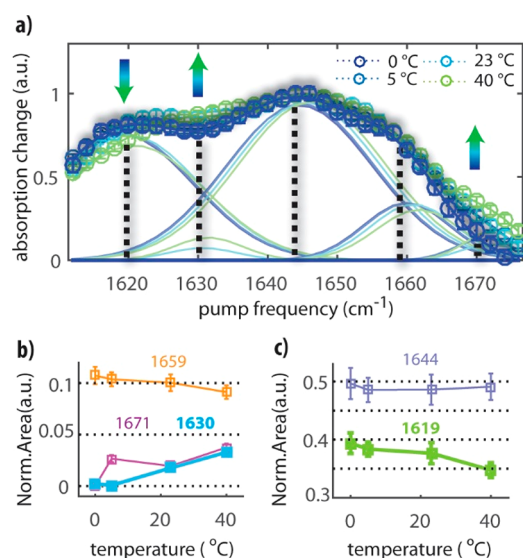 a)
absorption change (a.u.)
1
0.5
0
0 °C
5 °C
23 °C
40 °C
1620 1630 1640 1650 1660 1670
pump frequency (cm-1)
b)
Norm.Area(a.u.)
0.1
0.05
0
1659
1671 1630
0 20 40
temperature ( °C)
c)
Norm.Area(a.u.)
0.5
0.4
0.3
1644
1619
0 20 40
temperature ( °C)